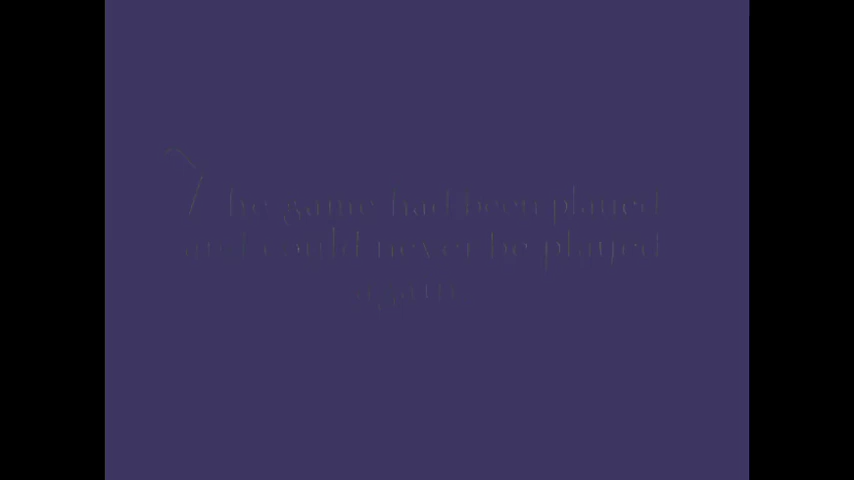 The game had been played
and could never be played
again.